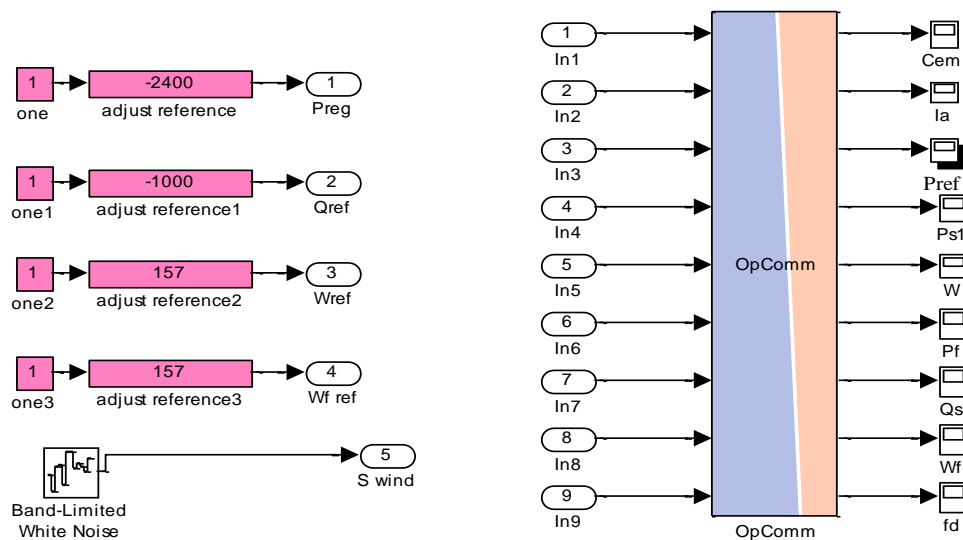 1
-2400
1
one
adjust reference
Preg
1
-1000
2
one1
adjust reference1
Qref
1
157
3
one2
adjust reference2
Wref
1
157
4
one3
adjust reference3
Wf ref
5
S wind
Band-Limited
White Noise
1
In1
2
In2
3
In3
4
In4
5
In5
6
In6
7
In7
8
In8
9
In9
OpComm
OpComm
Cem
Ia
Pref
Ps1
W
Pf
Qs
Wf
fd